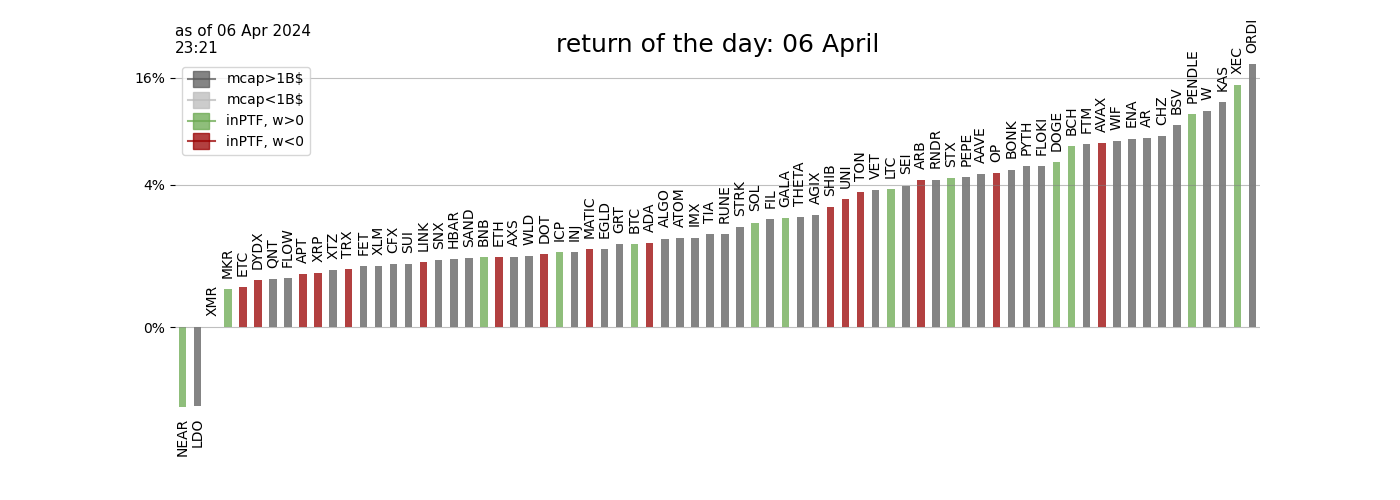 as of 06 Apr 2024
23:21
return of the day: 06 April
mcap>1B$
mcap<1B$
inPTF, w>0
inPTF, w<0
16%
4%
0%
NEAR
LDO
XMR
MKR
ETC
DYDX
QNT
FLOW
APT
XRP
XTZ
TRX
FET
XLM
CFX
SUI
LINK
SNX
HBAR
SAND
BNB
ETH
AXS
WLD
DOT
ICP
INJ
MATIC
EGLD
GRT
BTC
ADA
ALGO
ATOM
IMX
TIA
RUNE
STRK
SOL
FIL
GALA
THETA
AGIX
SHIB
UNI
TON
VET
LTC
SEI
ARB
RNDR
STX
PEPE
AAVE
OP
BONK
PYTH
FLOKI
DOGE
BCH
FTM
AVAX
WIF
ENA
AR
CHZ
BSV
PENDLE
W
KAS
XEC
ORDI